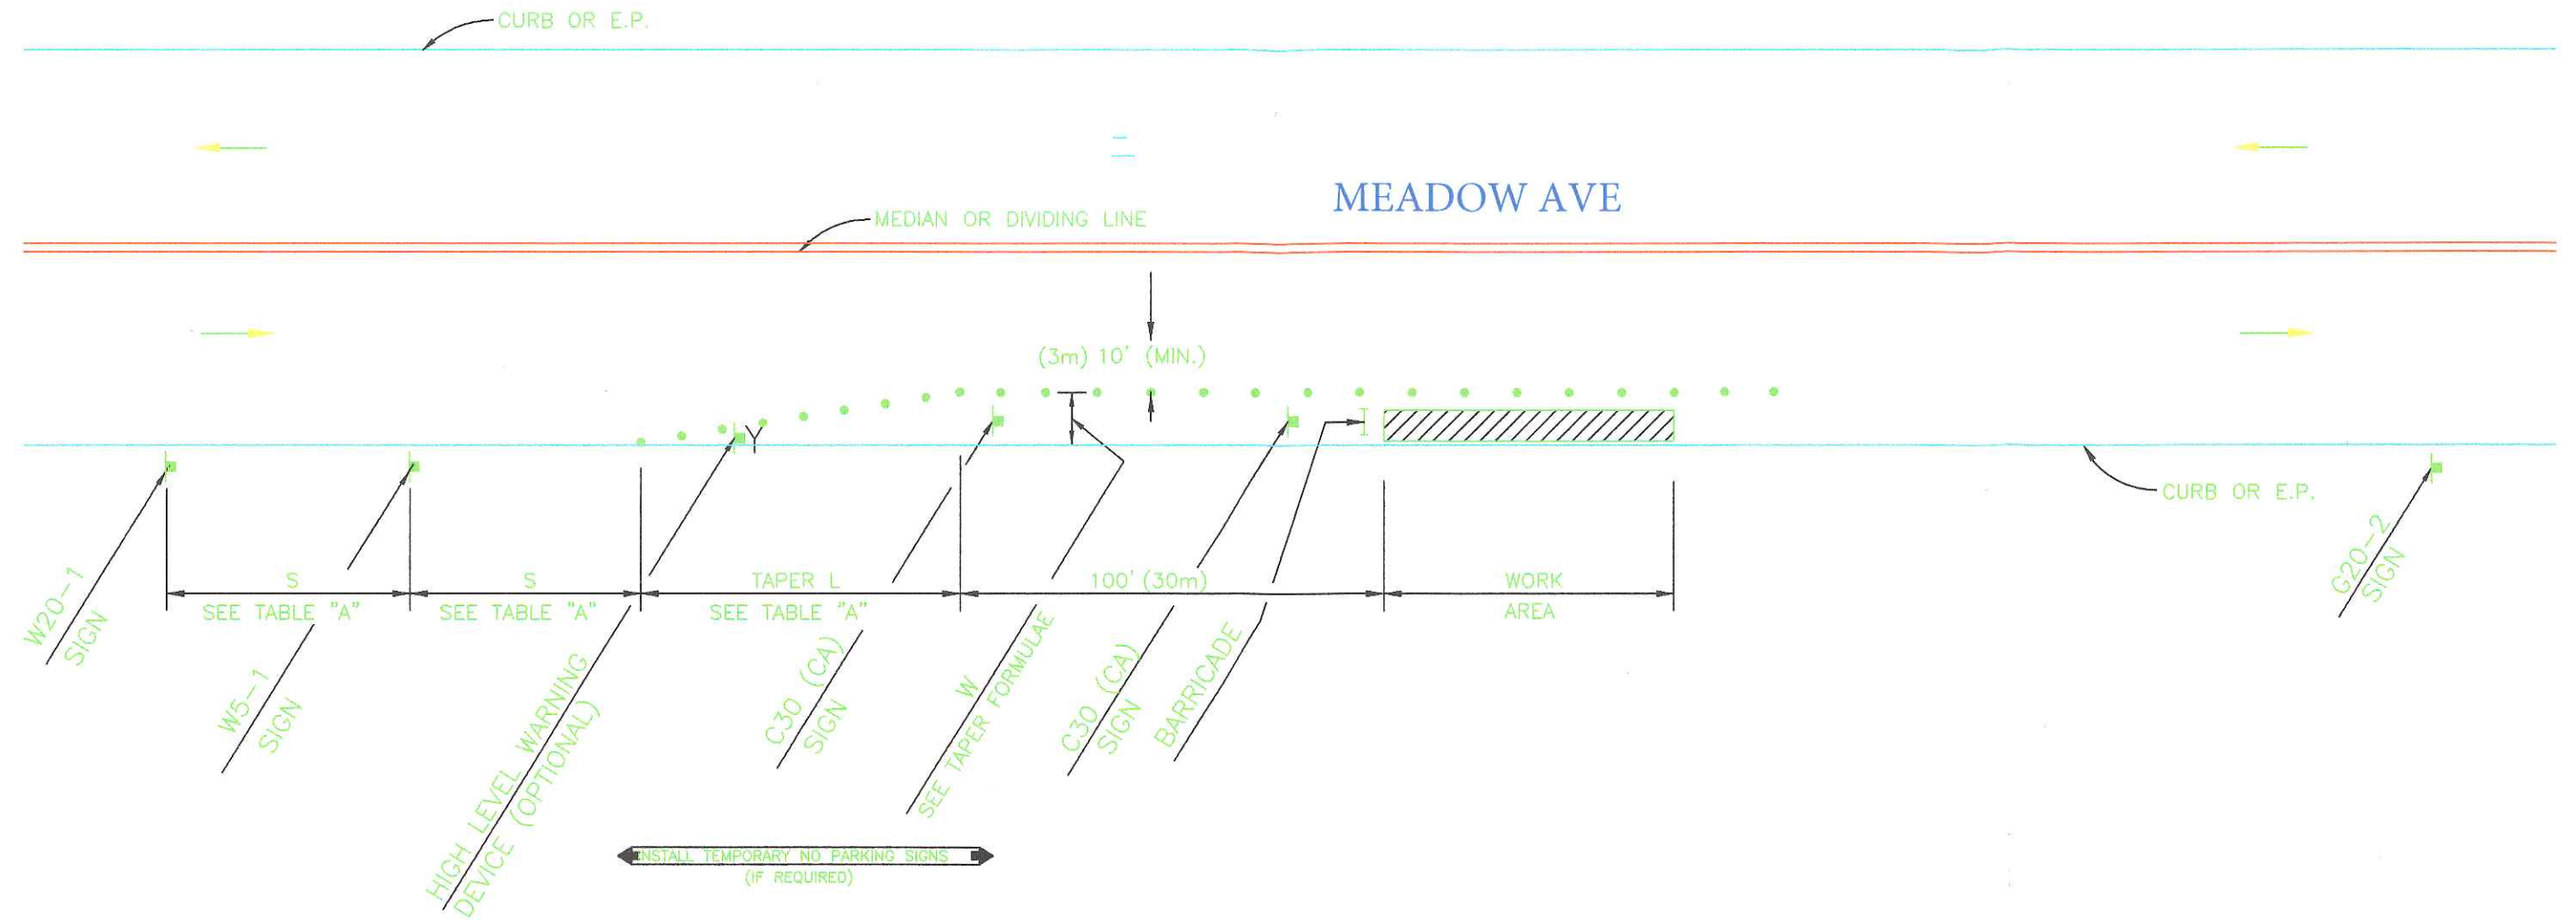 CURB OR E.P.
MEADOW AVE
MEDIAN OR DIVIDING LINE
(3m) 10' (MIN.)
CURB OR E.P.
S
SEE TABLE "A"
S
SEE TABLE "A"
TAPER L
SEE TABLE "A"
100' (30m)
WORK
AREA
W20-1
SIGN
W5-1
SIGN
HIGH LEVEL WARNING
DEVICE (OPTIONAL)
C30 (CA)
SIGN
W
SEE TAPER FORMULAE
C30 (CA)
SIGN
BARRICADE
G20-2
SIGN
INSTALL TEMPORARY NO PARKING SIGNS
(IF REQUIRED)